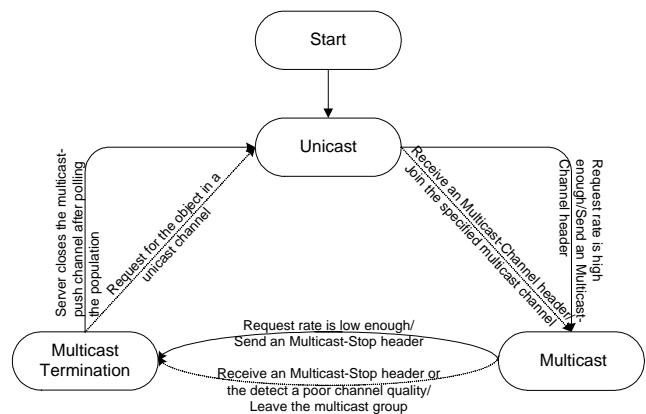 Start
Unicast
Server closes the multicast-
push channel after polling
the population
Request for the object in a
unicast channel
Receive an Multicast-Channel header/
Join the specified multicast channel
Request rate is high
enough/Send an Multicast-
Channel header
Multicast
Termination
Request rate is low enough/
Send an Multicast-Stop header
Receive an Multicast-Stop header or
the detect a poor channel quality/
Leave the multicast group
Multicast